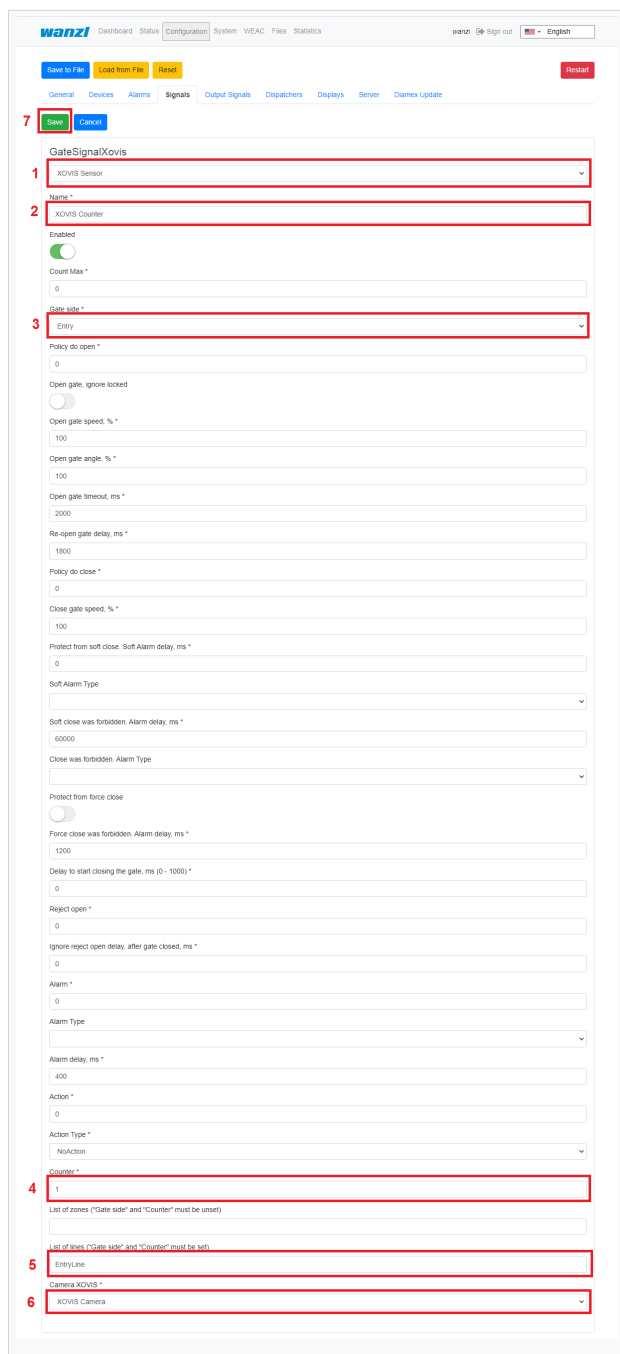 wanzl Dashboard Status Configuration System WEAC Files Statistics wanzl Sign out English
Save to File Load from File Reset Restart
General Devices Alarms Signals Output Signals Dispatchers Displays Server Diamex Update
7 Save Cancel
GateSignalXovis
1 XOVIS Sensor
Name *
2 XOVIS Counter
Enabled
Count Max *
0
Gate side *
3 Entry
Policy do open *
0
Open gate, ignore locked
Open gate speed, % *
100
Open gate angle, % *
100
Open gate timeout, ms *
2000
Re-open gate delay, ms *
1800
Policy do close *
0
Close gate speed, % *
100
Protect from soft close. Soft Alarm delay, ms *
0
Soft Alarm Type
Soft close was forbidden. Alarm delay, ms *
60000
Close was forbidden. Alarm Type
Protect from force close
Force close was forbidden. Alarm delay, ms *
1200
Delay to start closing the gate, ms (0 - 1000) *
0
Reject open *
0
Ignore reject open delay, after gate closed, ms *
0
Alarm *
0
Alarm Type
Alarm delay, ms *
400
Action *
0
Action Type *
NoAction
Counter *
4 1
List of zones ("Gate side" and "Counter" must be unset)
List of lines ("Gate side" and "Counter" must be set)
5 EntryLine
Camera XOVIS *
6 XOVIS Camera